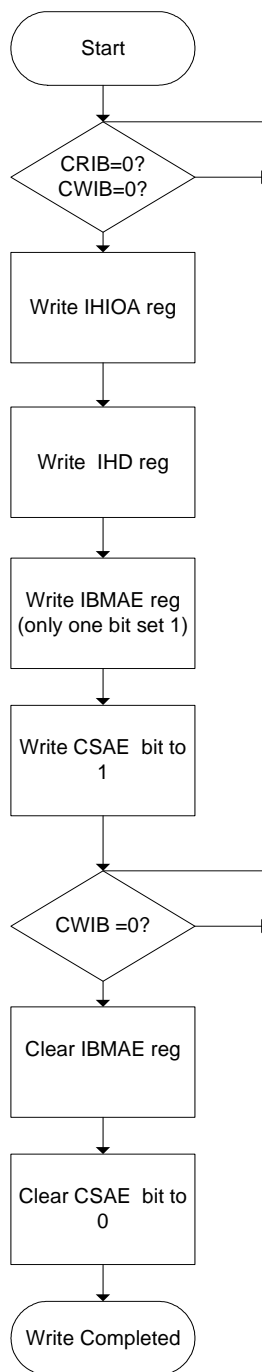 Start
CRIB=0?
CWIB=0?
Write IHIOA reg
Write IHD reg
Write IBMAE reg
(only one bit set 1)
Write CSAE bit to
1
CWIB =0?
Clear IBMAE reg
Clear CSAE bit to
0
Write Completed